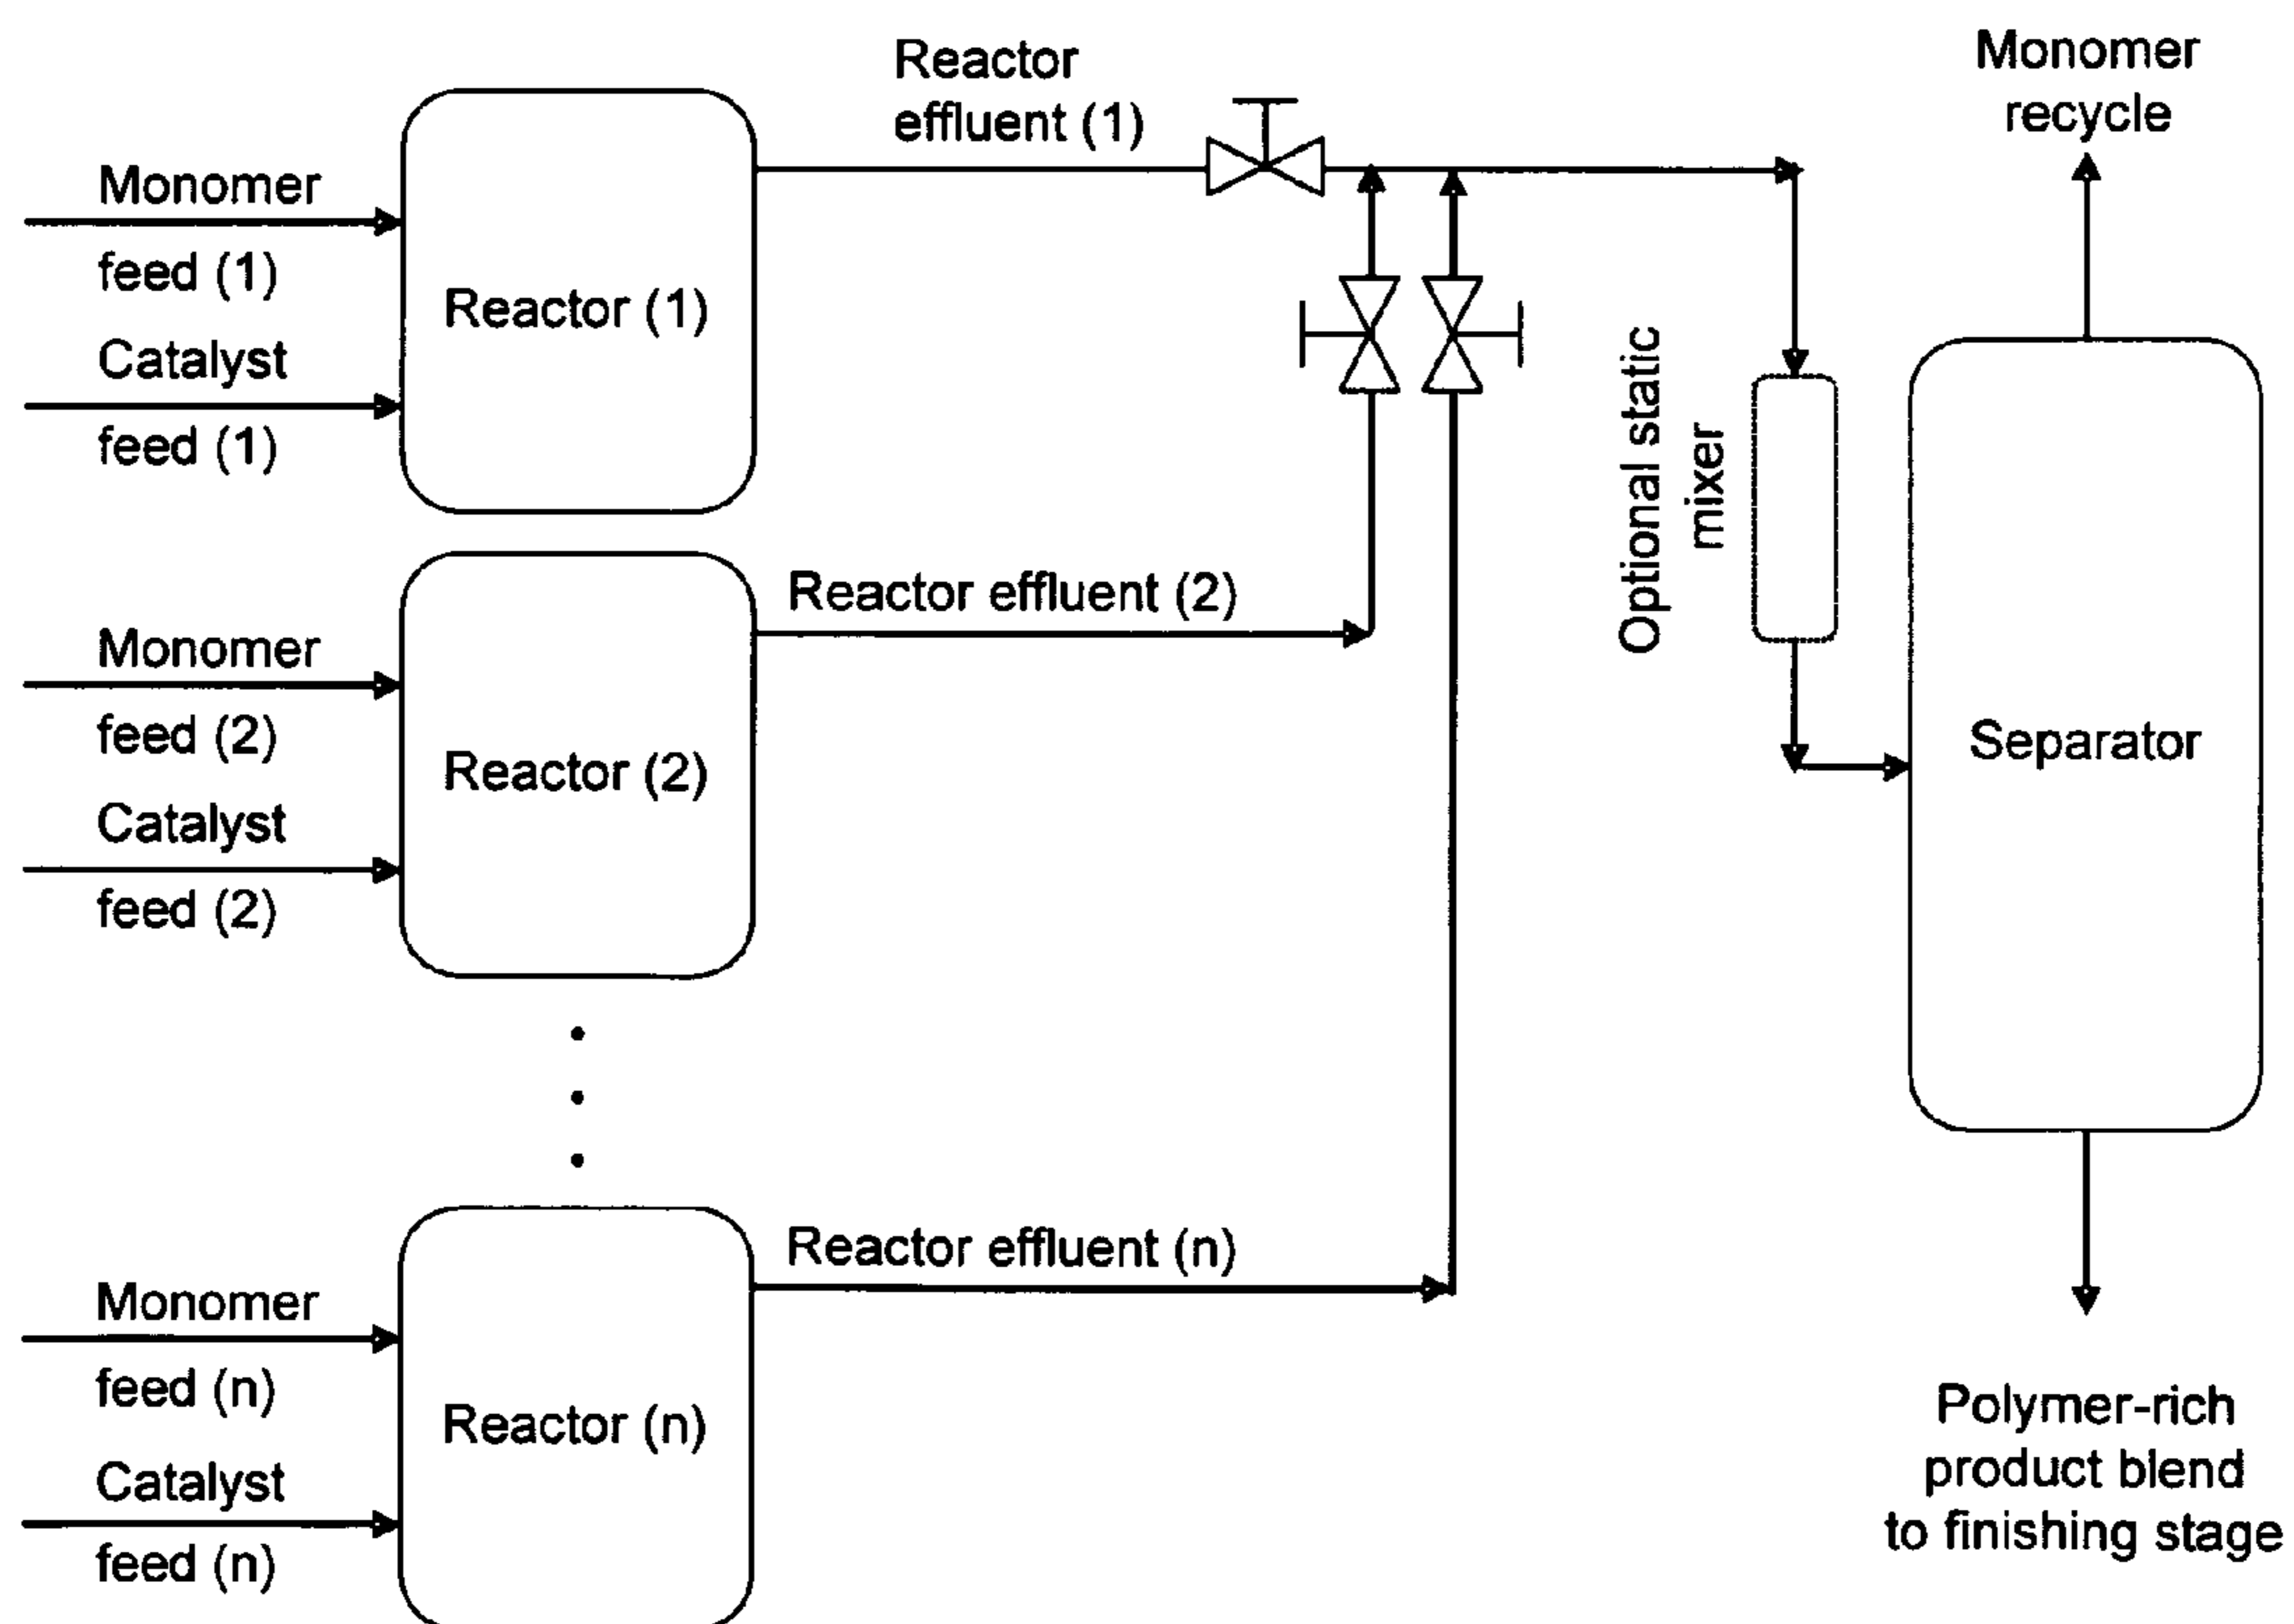 Reactor
effluent (1)
Monomer
recycle
Monomer
feed (1)
Reactor (1)
Catalyst
feed (1)
Optional static
mixer
Monomer
feed (2)
Reactor effluent (2)
Reactor (2)
Separator
Catalyst
feed (2)
Monomer
feed (n)
Reactor effluent (n)
Reactor (n)
Catalyst
feed (n)
Polymer-rich
product blend
to finishing stage